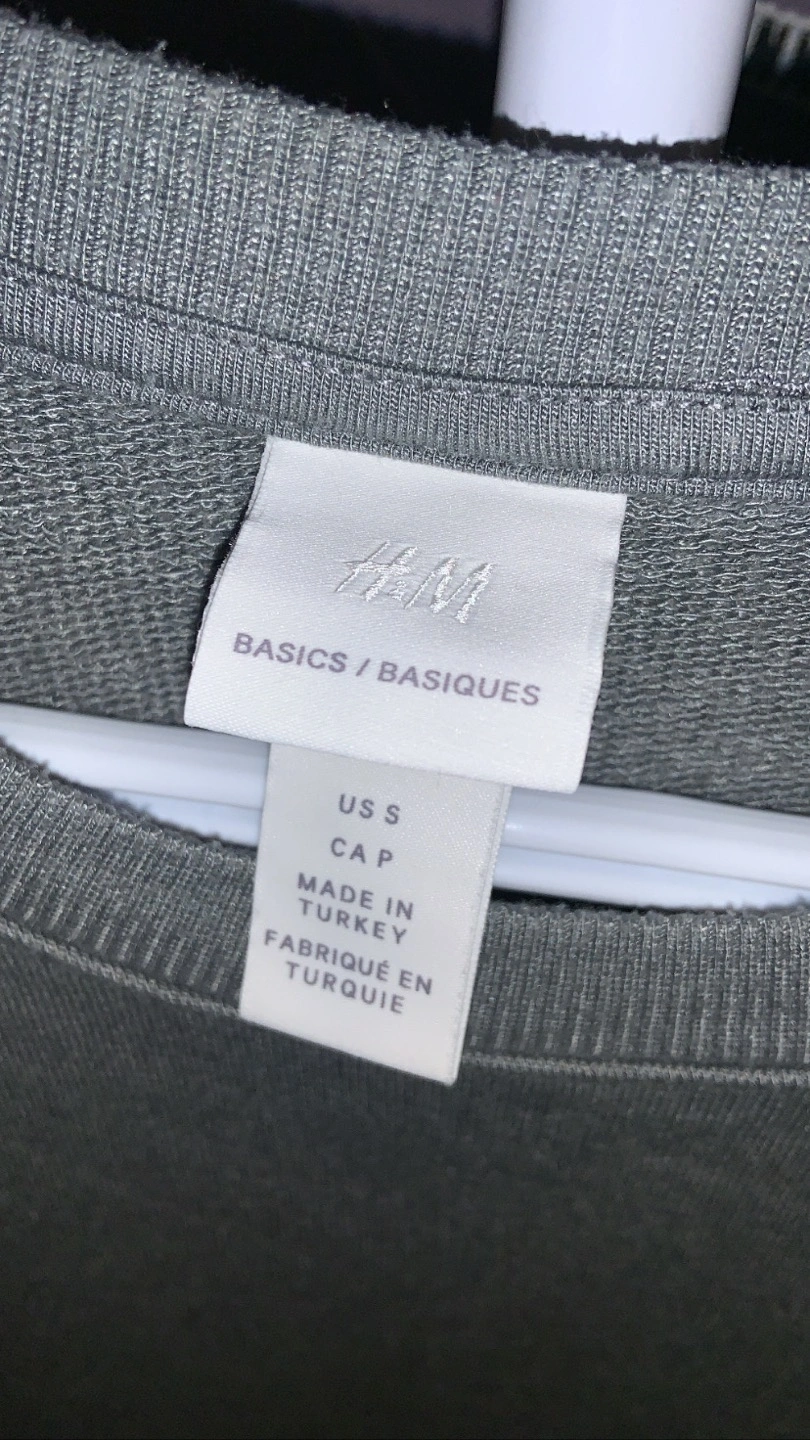 H&M
BASICS / BASIQUES
US S
CA P
MADE IN
TURKEY
FABRIQUÉ EN
TURQUIE